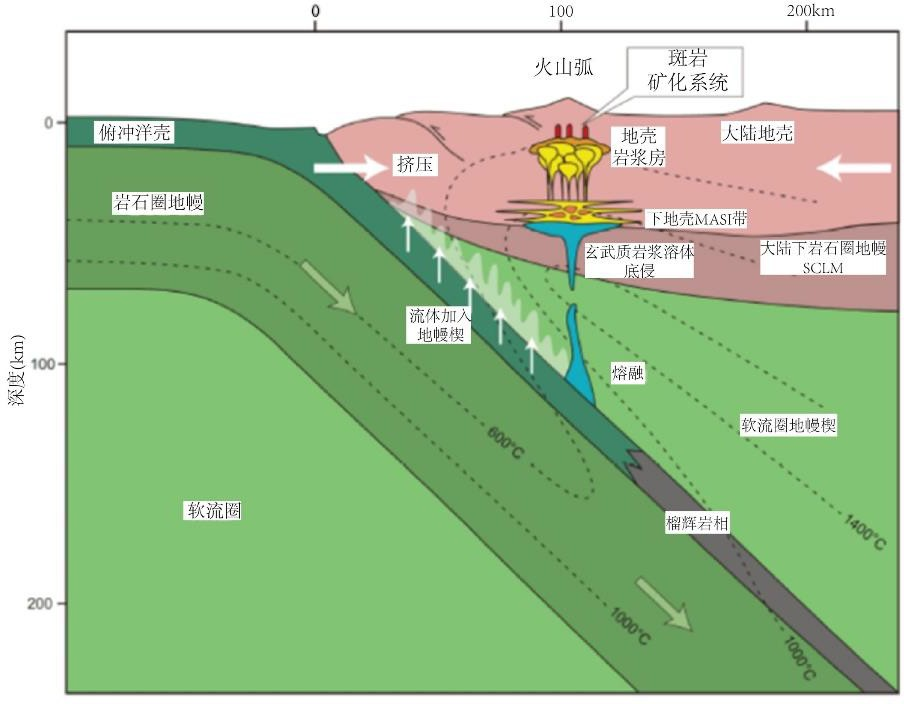 0
100
200km
火山弧
斑岩
矿化系统
0
俯冲洋壳
挤压
地壳
岩浆房
大陆地壳
岩石圈地幔
下地壳MASI带
玄武质岩浆溶体
底侵
大陆下岩石圈地幔
SCLM
流体加入
地幔楔
100
深度(km)
熔融
软流圈地幔楔
600°C
软流圈
榴辉岩相
1400°C
200
1000°C
1000°C